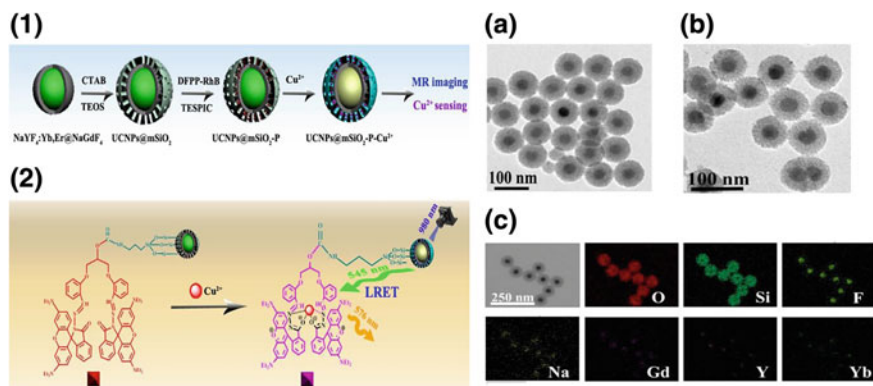 (1)
CTAB
TEOS
DFPP-RhB
TESPIC
Cu²⁺
MR imaging
Cu²⁺ sensing
NaYF₄:Yb,Er@NaGdF₄
UCNPs@mSiO₂
UCNPs@mSiO₂-P
UCNPs@mSiO₂-P-Cu²⁺
(2)
Cu²⁺
980 nm
545 nm
LRET
576 nm
(a)
100 nm
(b)
100 nm
(c)
250 nm
O
Si
F
Na
Gd
Y
Yb